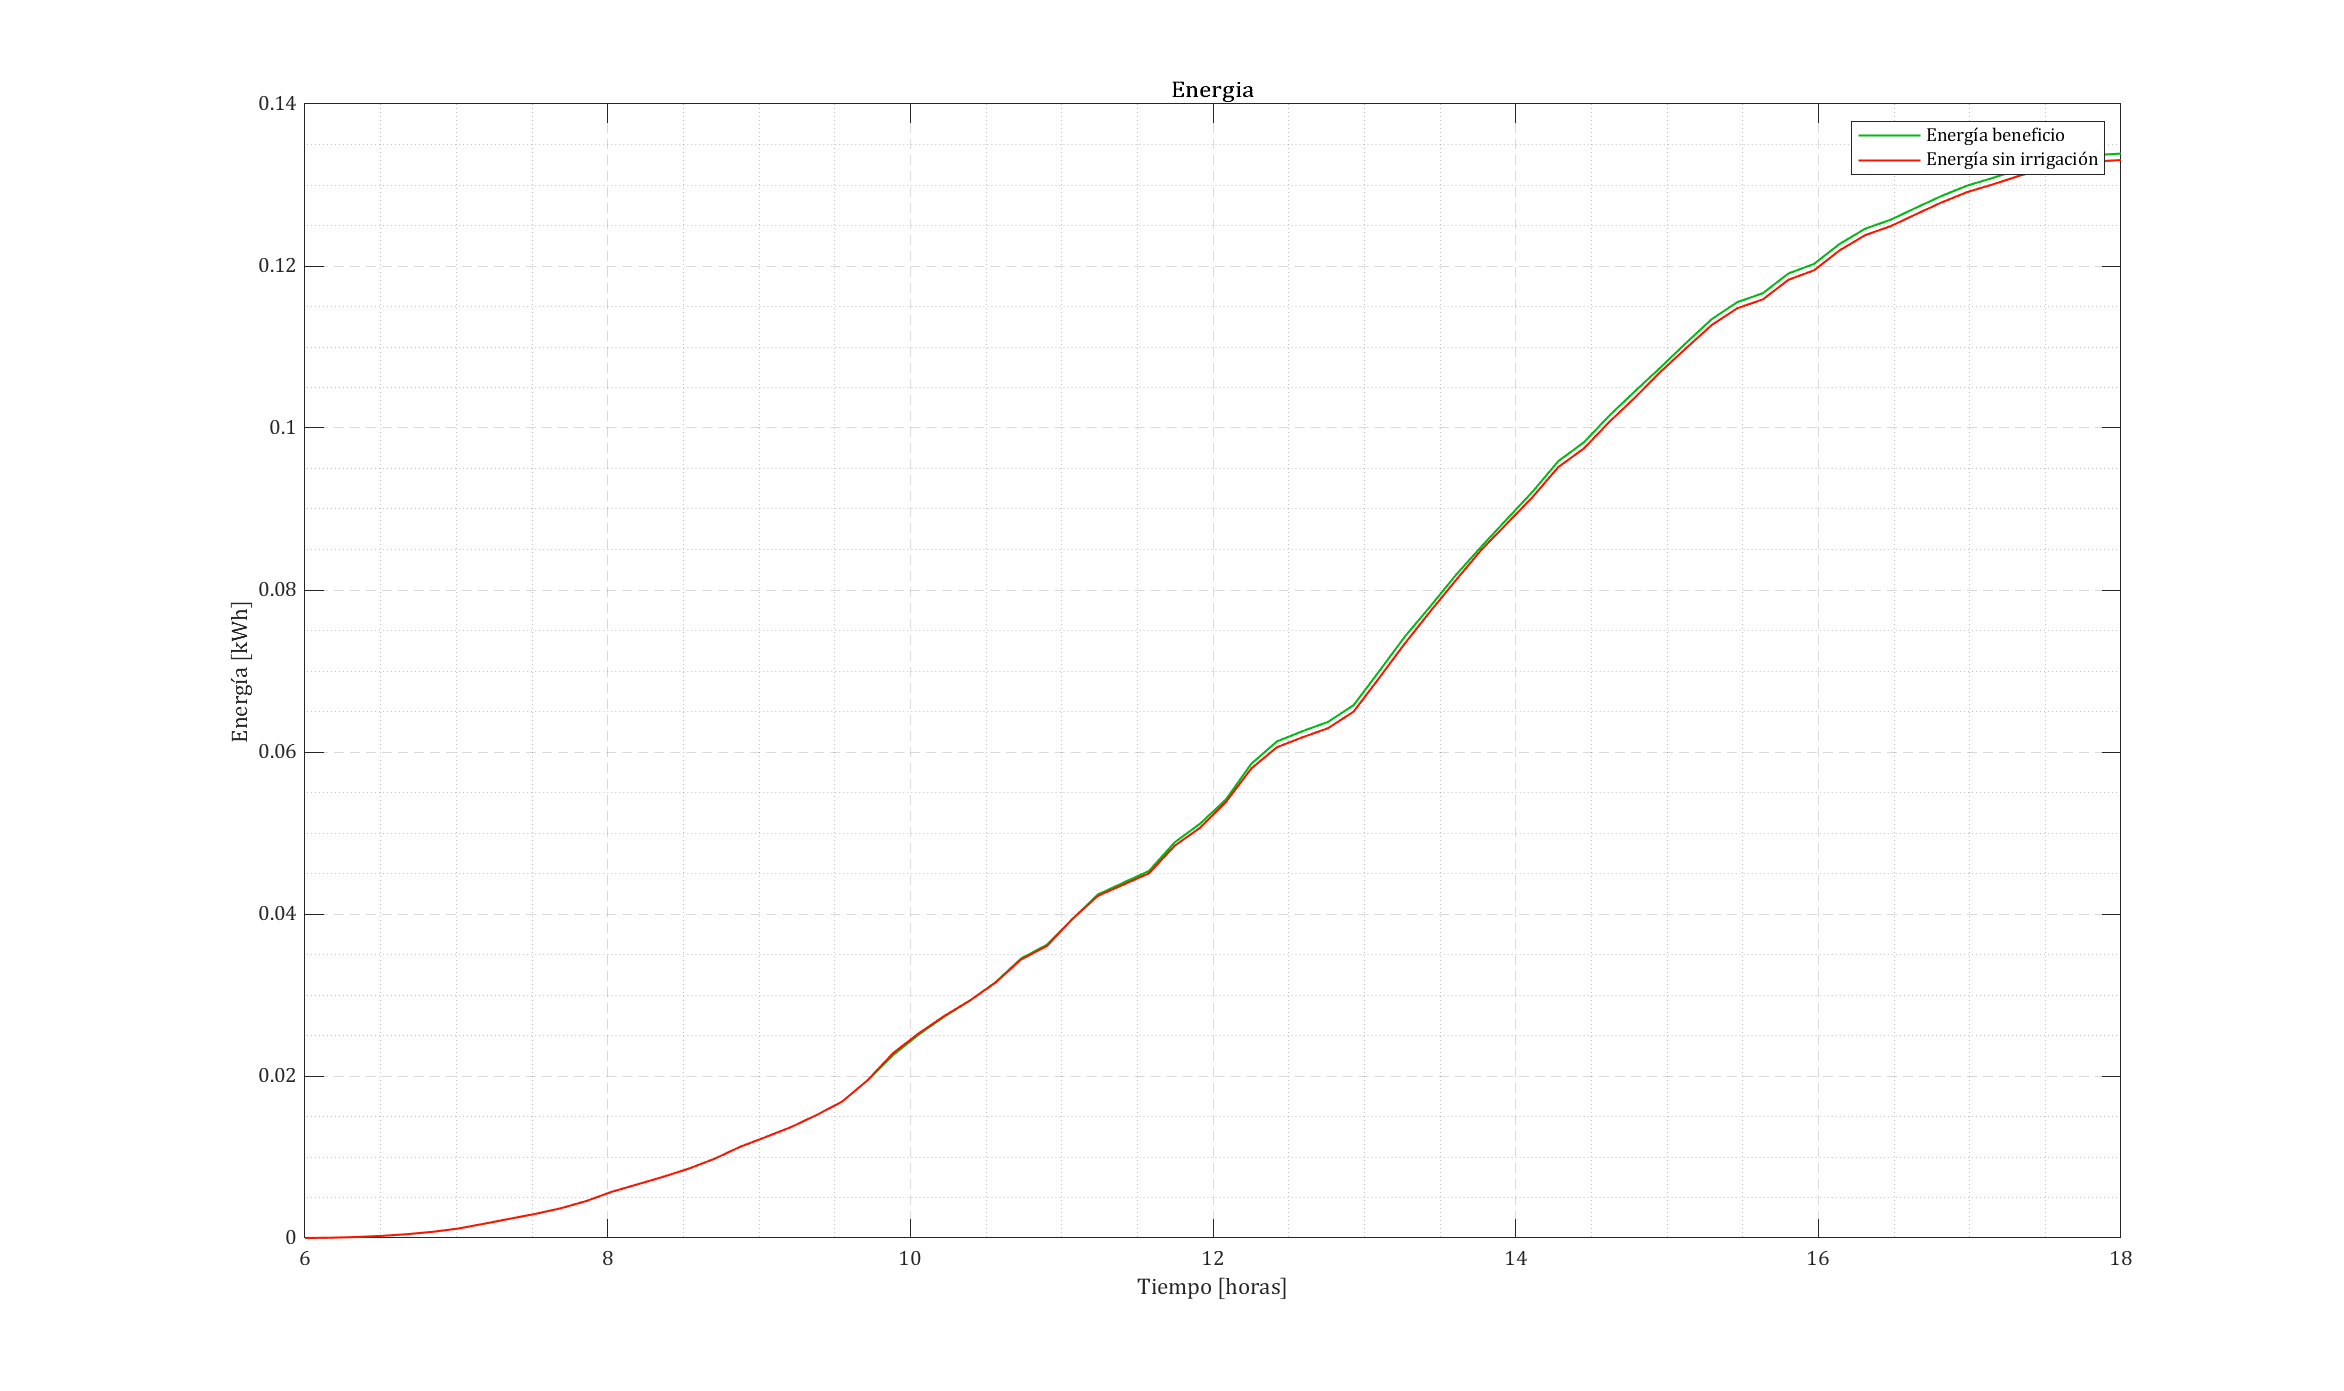 Energia
0.14
0.12
0.1
0.08
0.06
0.04
0.02
0
Energía [kWh]
Energía beneficio
Energía sin irrigación
6 8 10 12 14 16 18
Tiempo [horas]